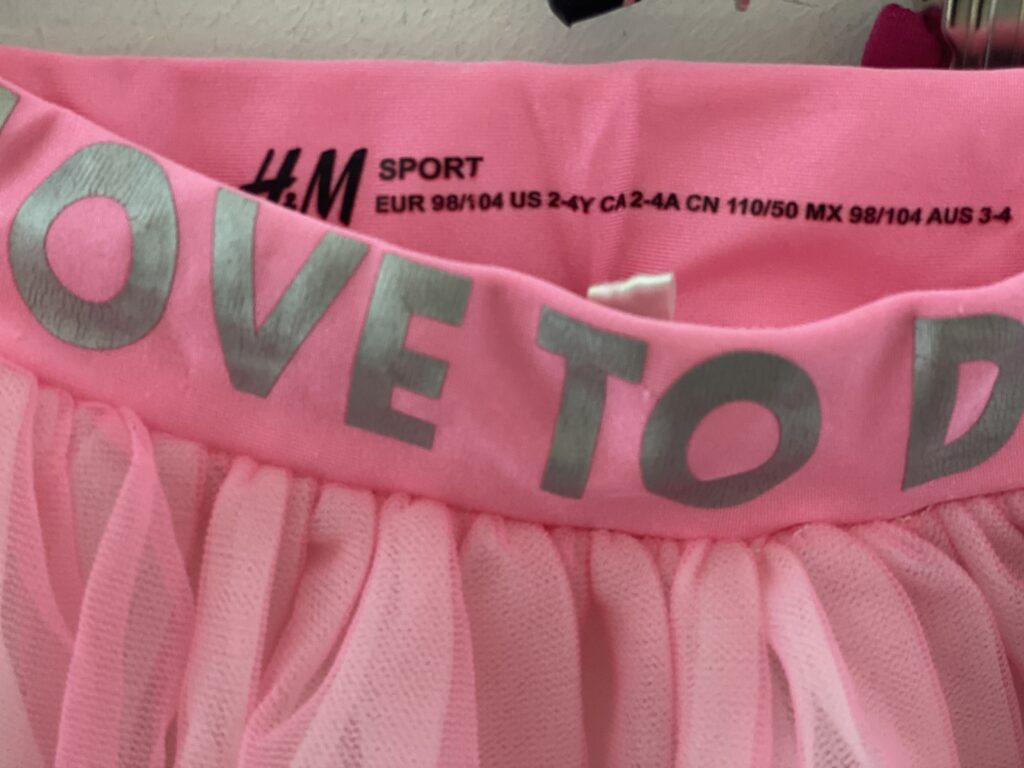 H&M SPORT
EUR 98/104 US 2-4Y CA 2-4A CN 110/50 MX 98/104 AUS 3-4
OVE TO D